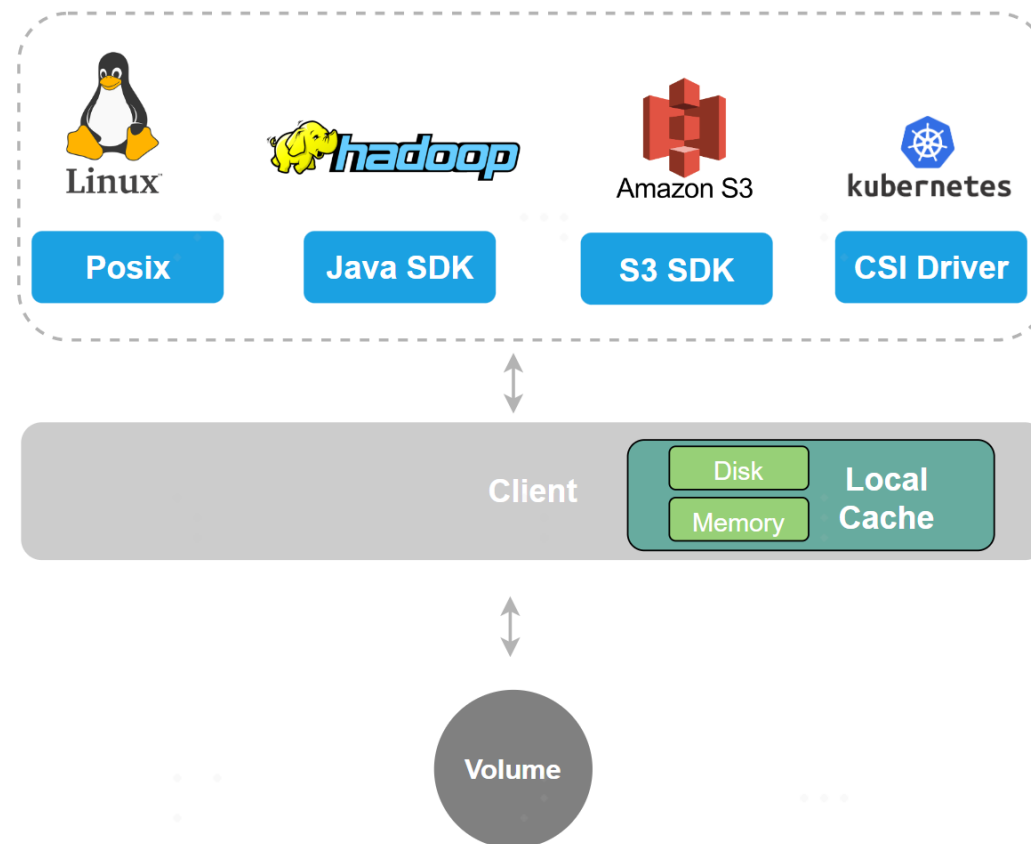 Linux
hadoop
Amazon S3
kubernetes
Posix
Java SDK
S3 SDK
CSI Driver
Client
Disk
Memory
Local
Cache
Volume